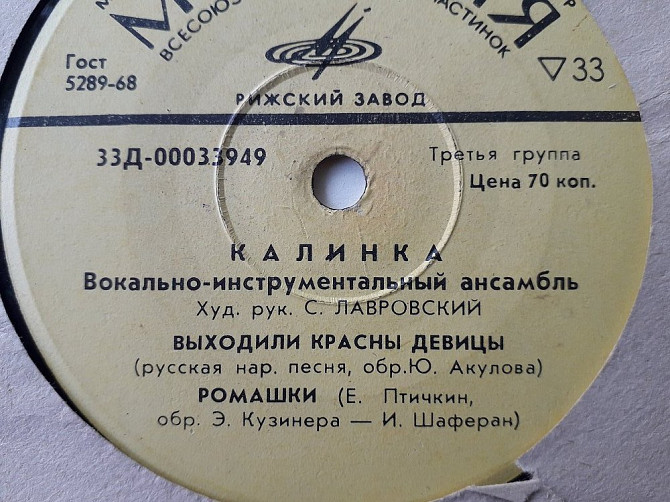 ВСЕСОЮЗ
АСТИНОК
Гост
5289-68
33
РИЖСКИЙ ЗАВОД
33Д-00033949
Третья группа
Цена 70 коп.
КАЛИНКА
Вокально-инструментальный ансамбль
Худ. рук. С. ЛАВРОВСКИЙ
ВЫХОДИЛИ КРАСНЫ ДЕВИЦЫ
(русская нар. песня, обр.Ю. Акулова)
РОМАШКИ (Е. Птичкин,
обр. Э. Кузинера — И. Шаферан)